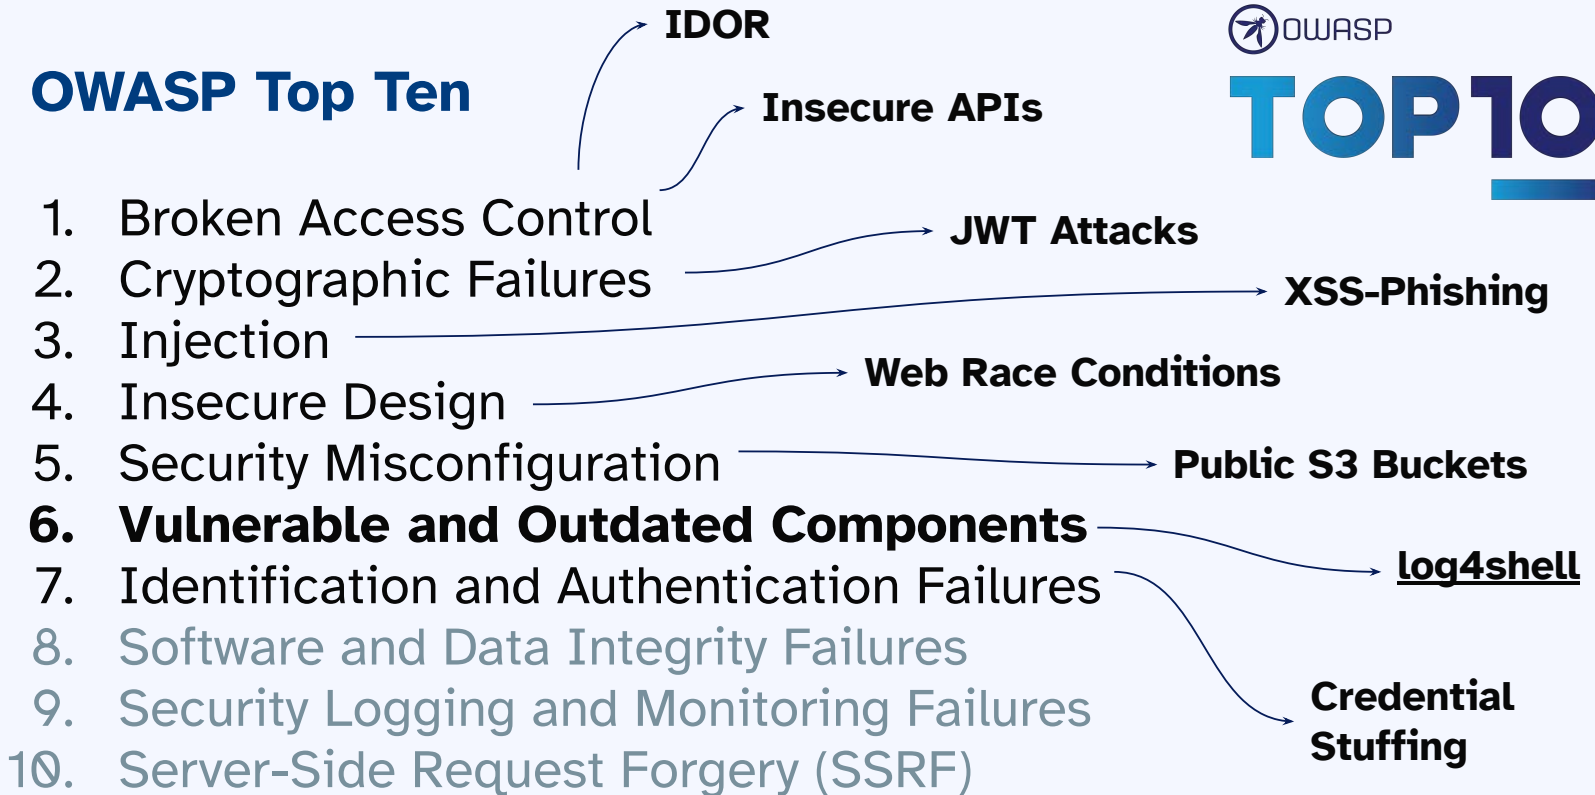 IDOR
OWASP
OWASP Top Ten
TOP10
Insecure APIs
1. Broken Access Control
JWT Attacks
2. Cryptographic Failures
XSS-Phishing
3. Injection
Web Race Conditions
4. Insecure Design
5. Security Misconfiguration
Public S3 Buckets
6. Vulnerable and Outdated Components
log4shell
7. Identification and Authentication Failures
8. Software and Data Integrity Failures
9. Security Logging and Monitoring Failures
Credential
Stuffing
10. Server-Side Request Forgery (SSRF)